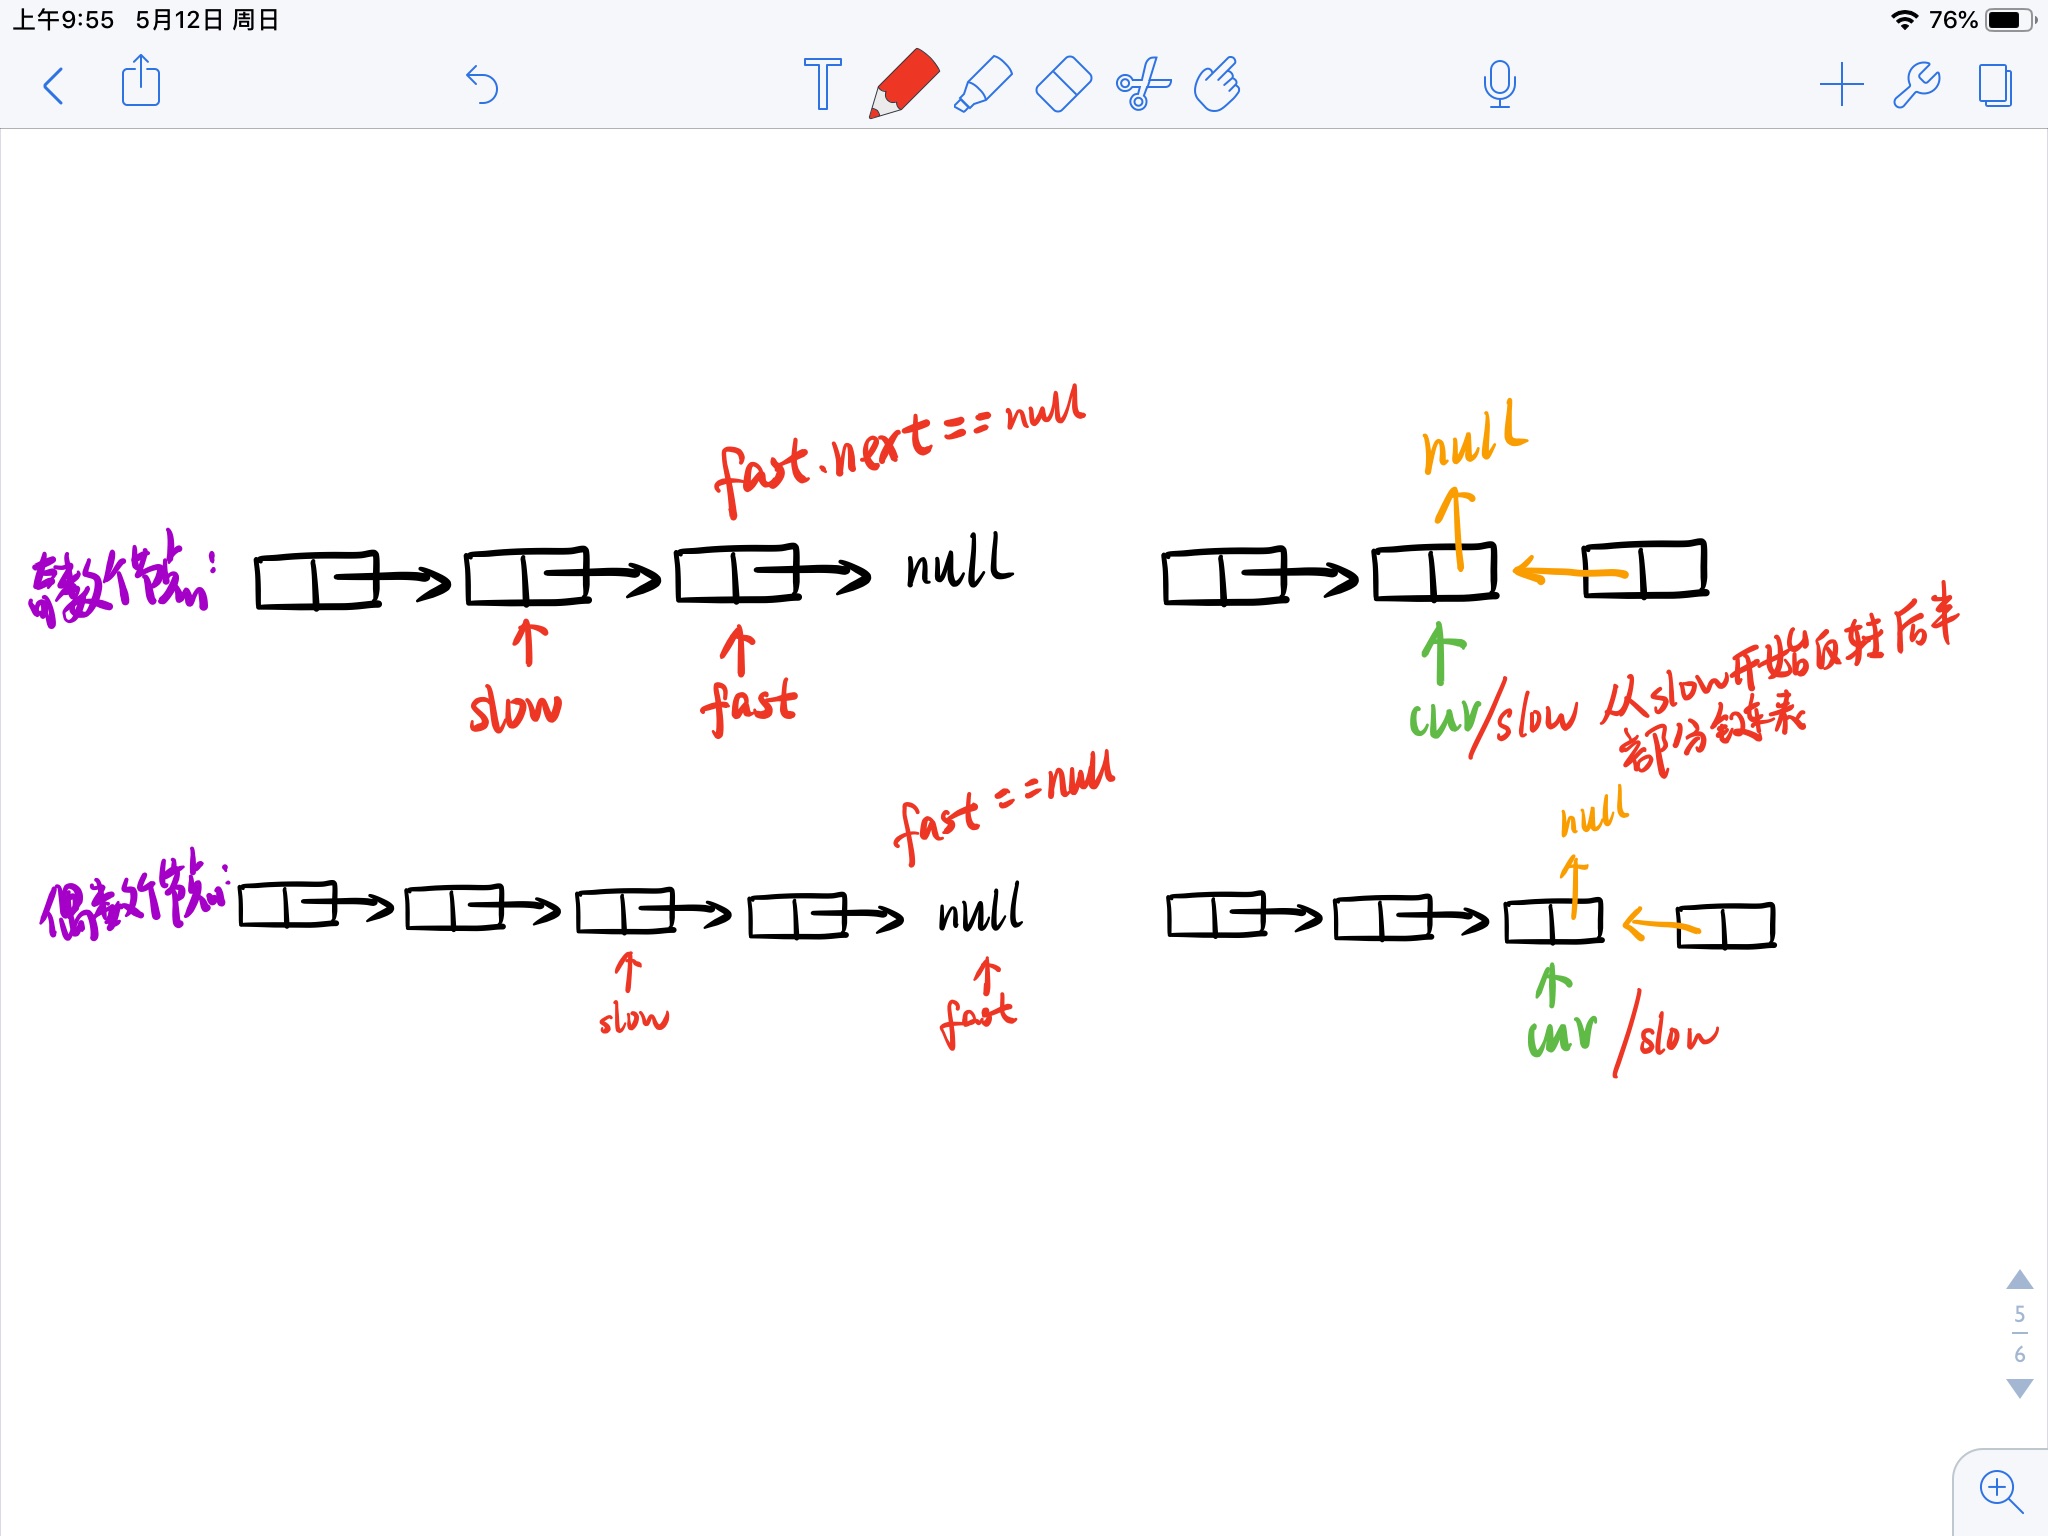 上午9:55 5月12日 周日
76%
T
fast.next == null
null
奇数个节点:
null
slow
fast
cur/slow 从slow开始反转后半
部分链表
fast == null
null
偶数个节点:
null
slow
fast
cur/slow
5
6